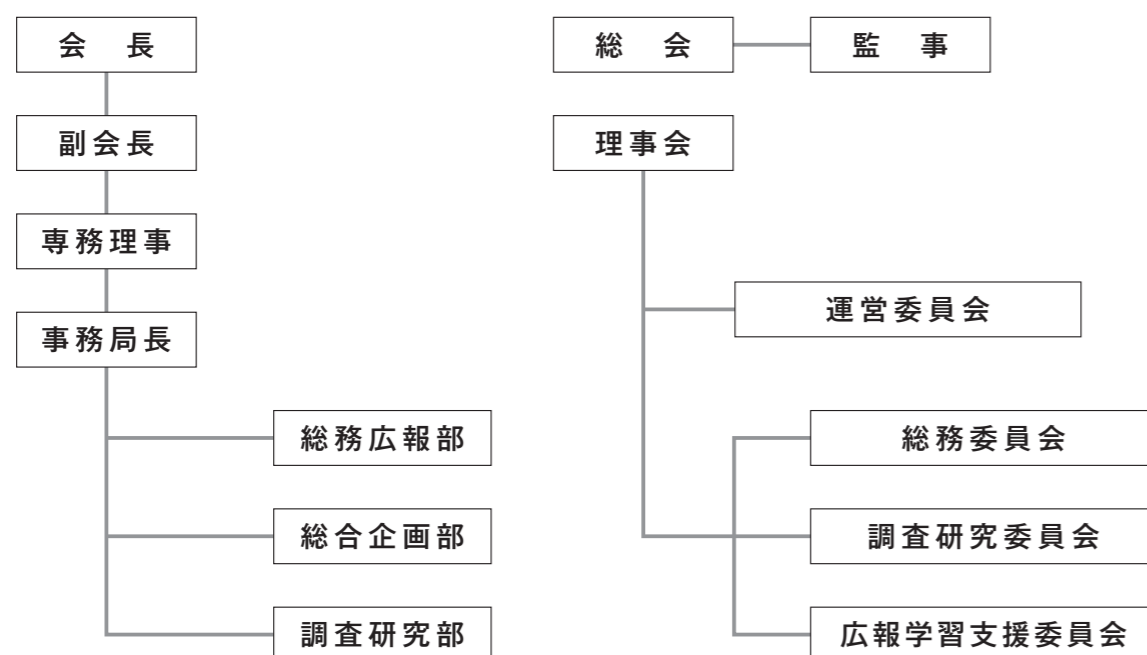 会　長
副会長
専務理事
事務局長
総務広報部
総合企画部
調査研究部
総　会
監　事
理事会
運営委員会
総務委員会
調査研究委員会
広報学習支援委員会